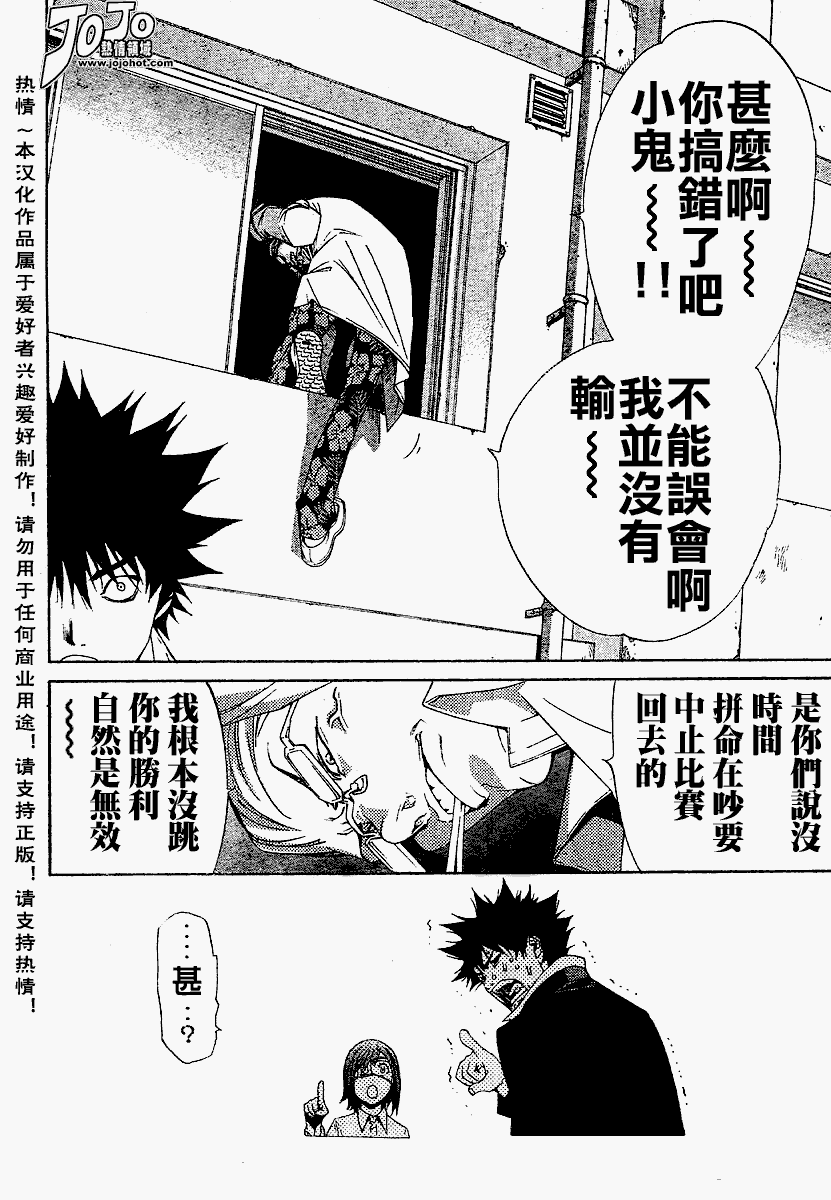 JOJO
熱情領域
www.jojohot.com
甚麼啊~
你搞錯了吧
小鬼~!!
不能誤會啊
我並沒有
輸~
是你們說沒
時間
拼命在吵要
中止比賽
回去的
我根本沒跳
你的勝利
自然是無效
~
‥‥甚‥?
热情~本汉化作品属于爱好者兴趣爱好制作!请勿用于任何商业用途!请支持正版!请支持热情!